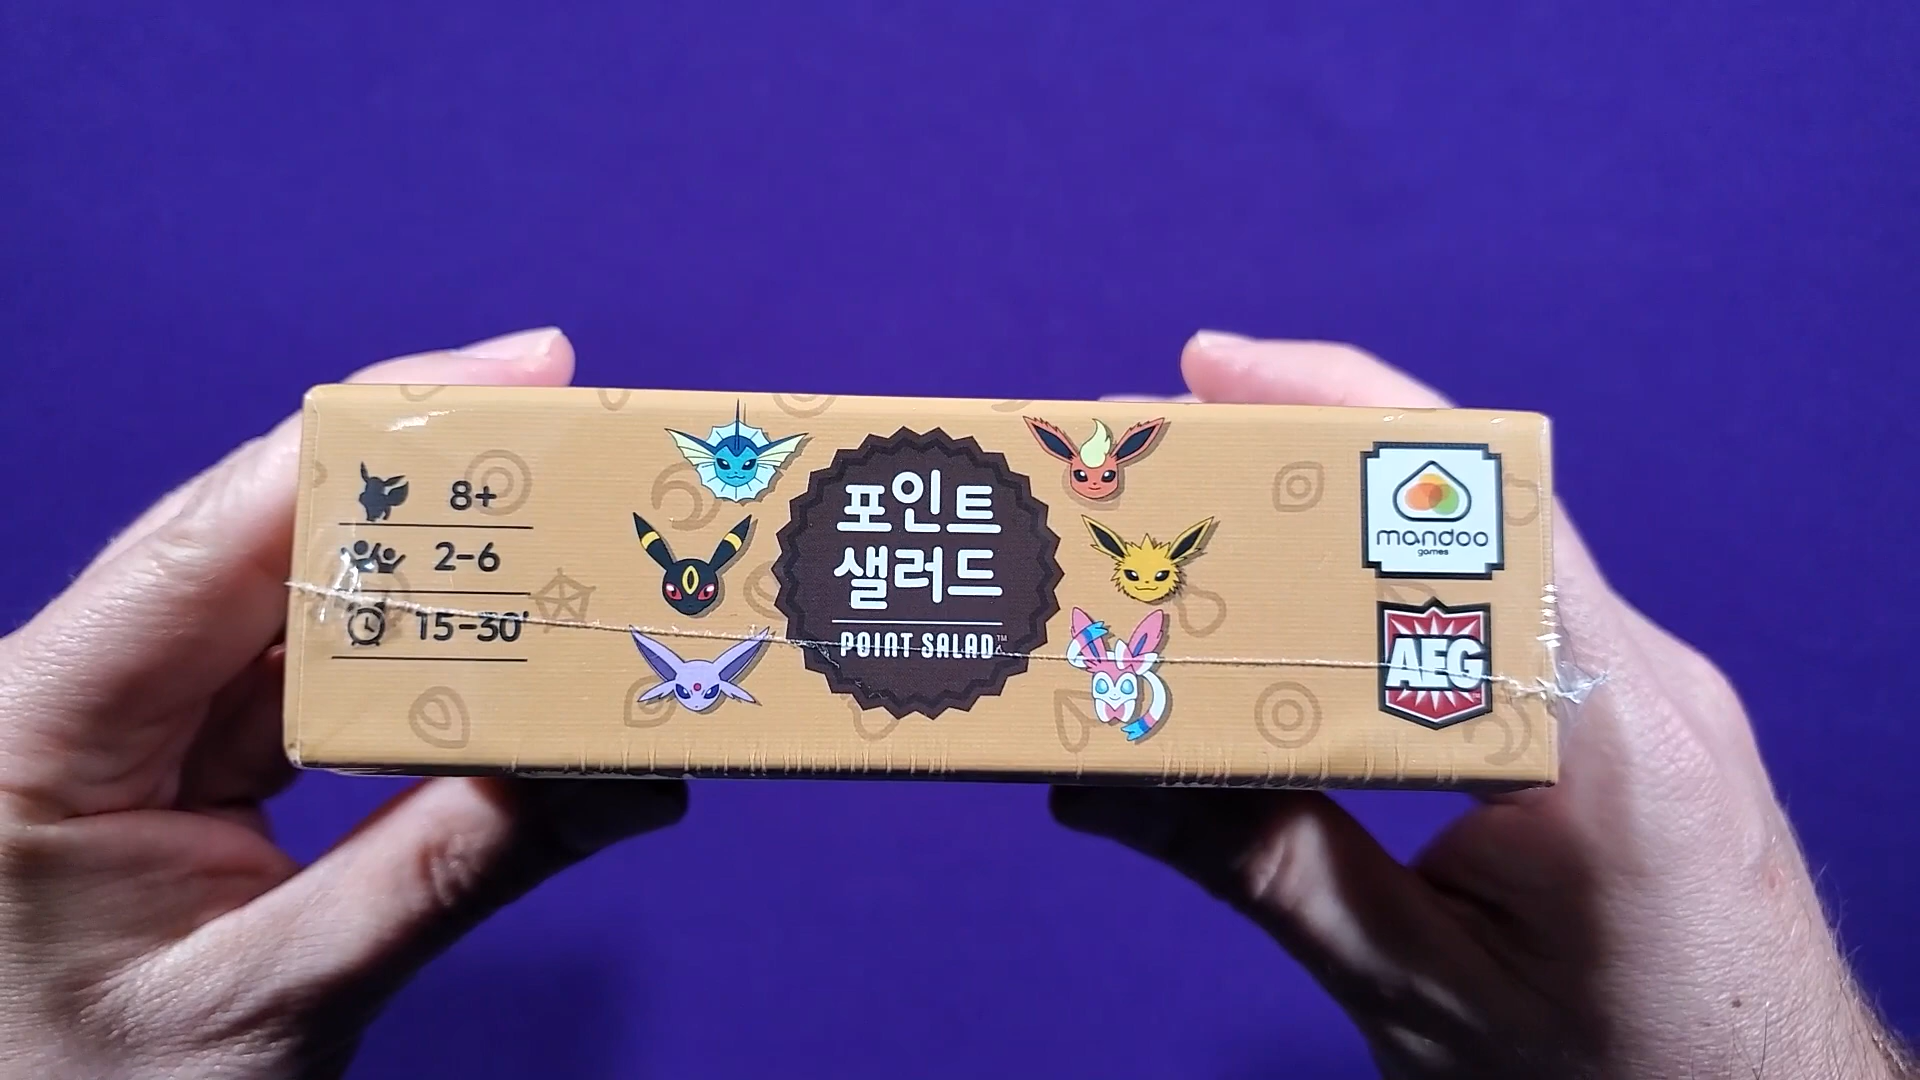 8+
2-6
15-30'
포인트
샐러드
POINT SALAD™
mandoo
games
AEG